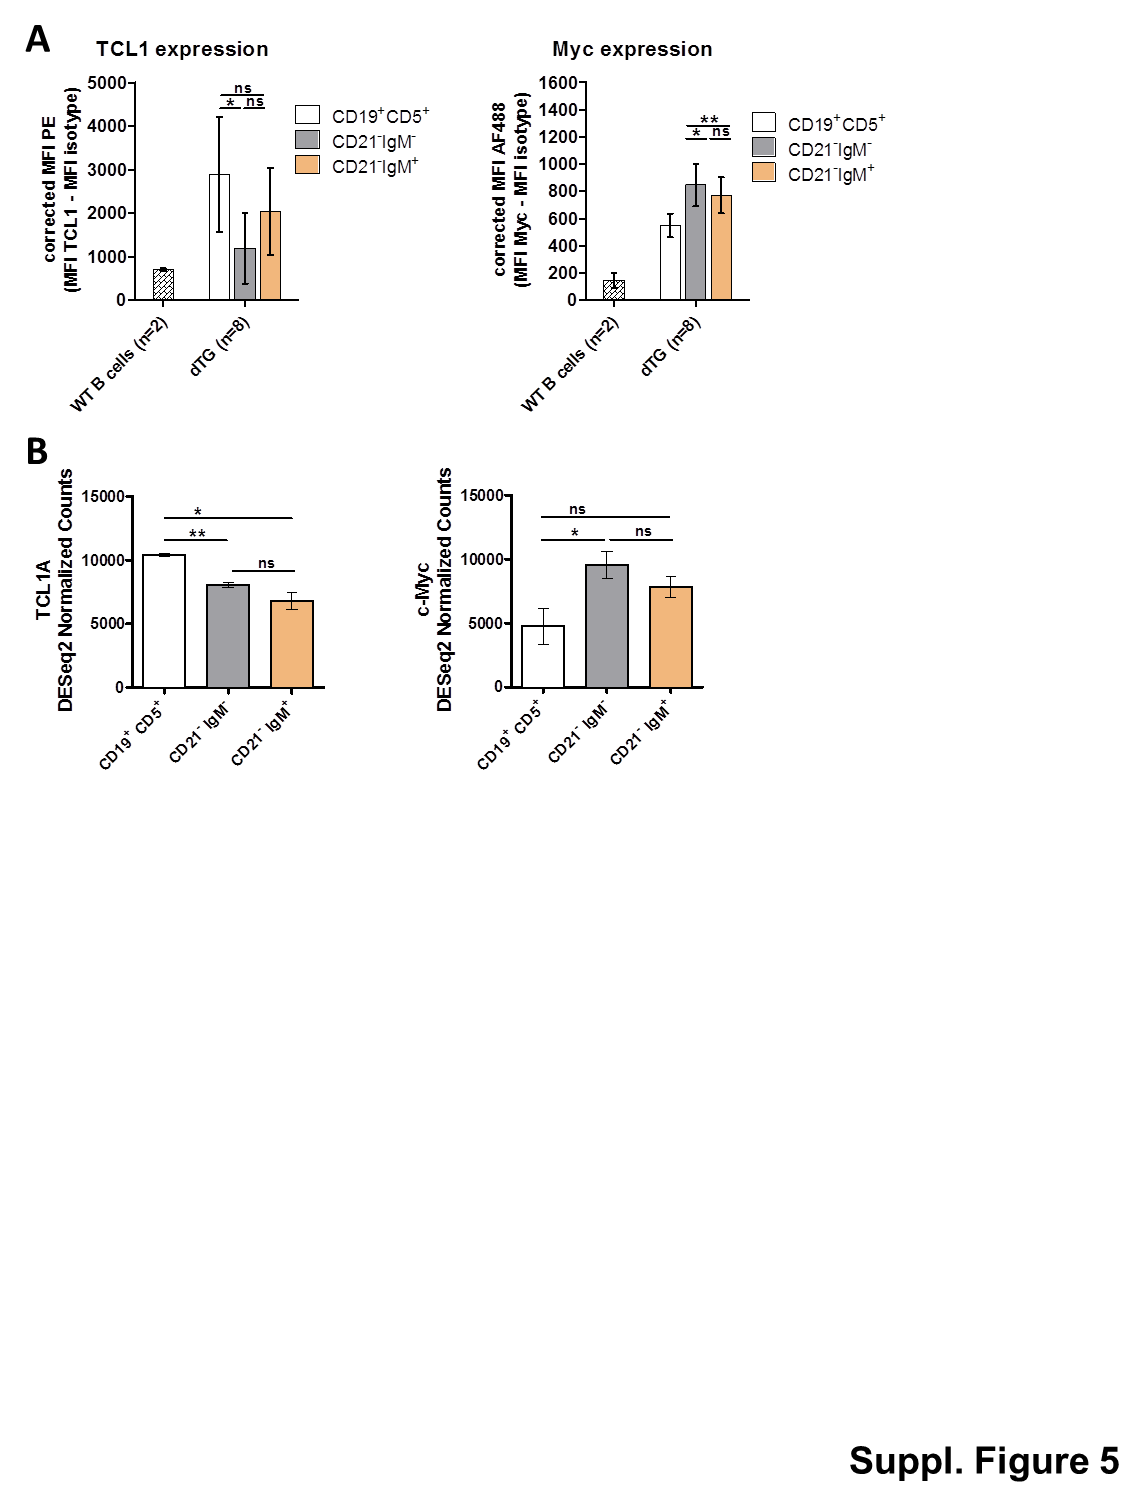 A
TCL1 expression
corrected MFI PE
(MFI TCL1 - MFI isotype)
5000
4000
3000
2000
1000
0
ns
* ns
CD19⁺CD5⁺
CD21⁻IgM⁻
CD21⁻IgM⁺
WT B cells (n=2)
dTG (n=8)
Myc expression
corrected MFI AF488
(MFI Myc - MFI isotype)
1600
1400
1200
1000
800
600
400
200
0
**
* ns
CD19⁺CD5⁺
CD21⁻IgM⁻
CD21⁻IgM⁺
WT B cells (n=2)
dTG (n=8)
B
TCL1A
DESeq2 Normalized Counts
15000
10000
5000
0
*
**
ns
CD19⁺ CD5⁺
CD21⁻ IgM⁻
CD21⁻ IgM⁺
c-Myc
DESeq2 Normalized Counts
15000
10000
5000
0
ns
* ns
CD19⁺ CD5⁺
CD21⁻ IgM⁻
CD21⁻ IgM⁺
Suppl. Figure 5